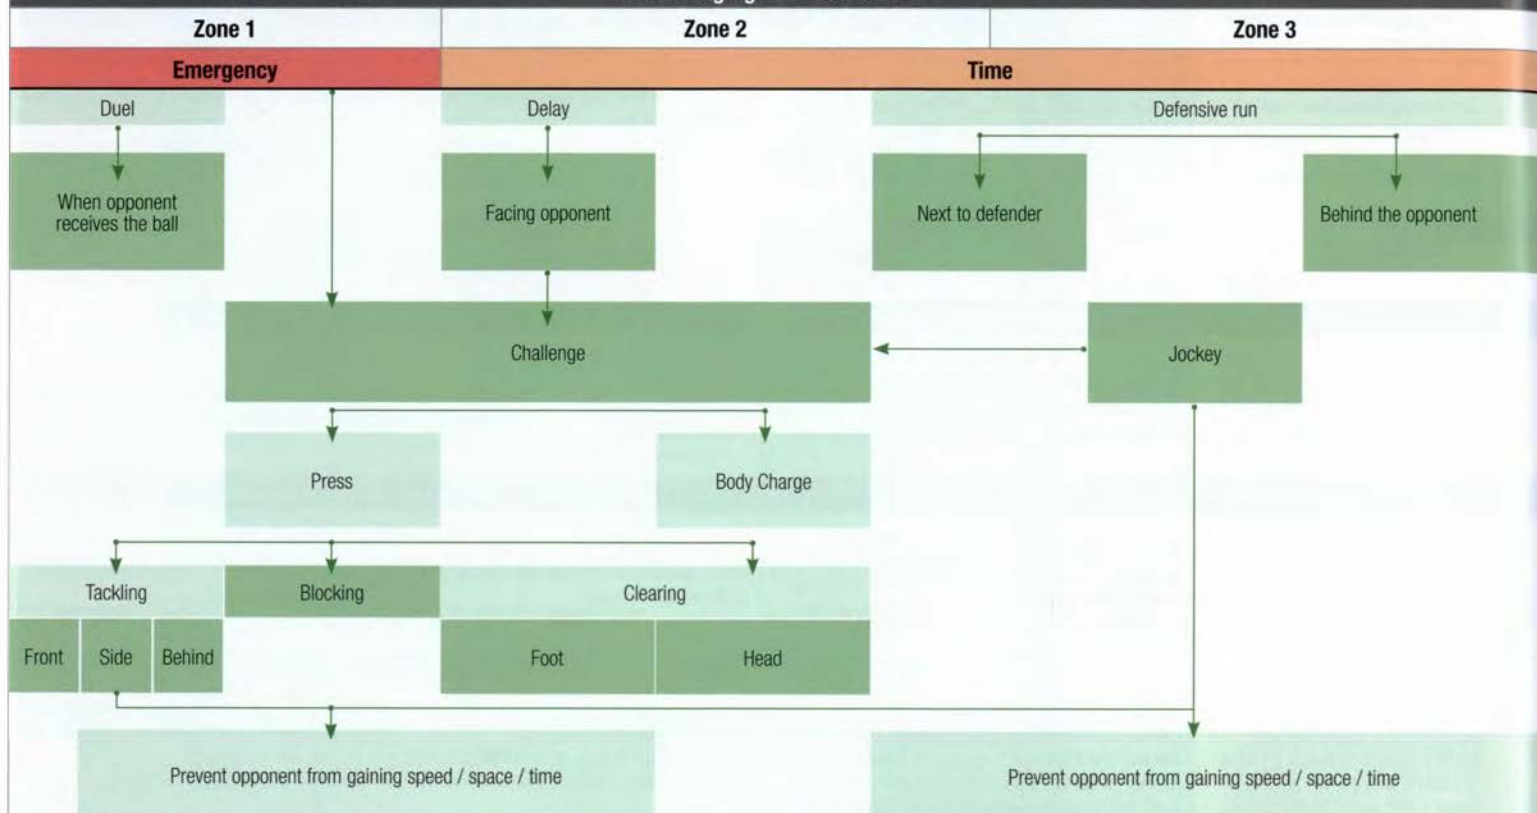 Zone 1
Zone 2
Zone 3
Emergency
Time
Duel
Delay
Defensive run
When opponent
receives the ball
Facing opponent
Next to defender
Behind the opponent
Challenge
Jockey
Press
Body Charge
Tackling
Blocking
Clearing
Front
Side
Behind
Foot
Head
Prevent opponent from gaining speed / space / time
Prevent opponent from gaining speed / space / time